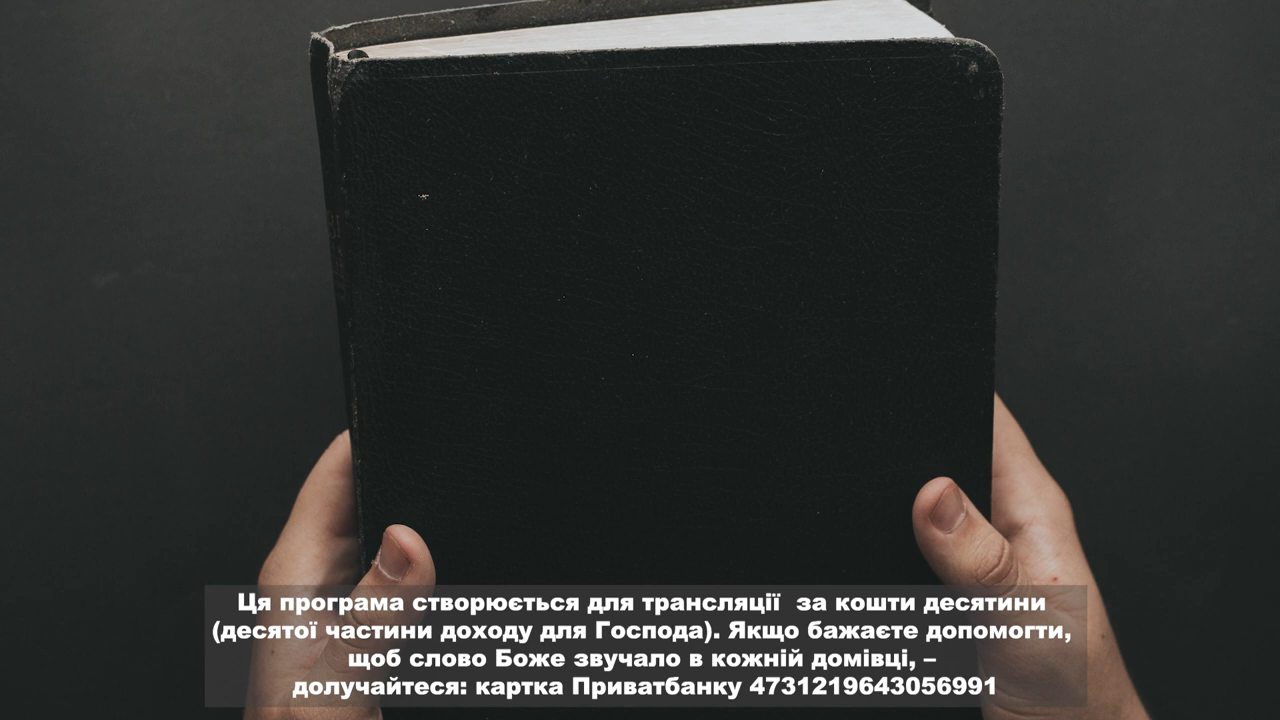 Ця програма створюється для трансляції за кошти десятини
(десятої частини доходу для Господа). Якщо бажаєте допомогти,
щоб слово Боже звучало в кожній домівці, –
долучайтеся: картка Приватбанку 4731219643056991